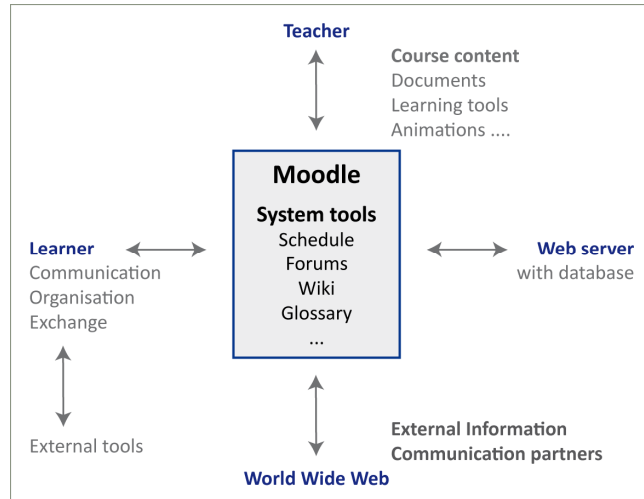 Teacher
Course content
Documents
Learning tools
Animations ....
Moodle
System tools
Schedule
Forums
Wiki
Glossary
...
Learner
Communication
Organisation
Exchange
Web server
with database
External tools
External Information
Communication partners
World Wide Web